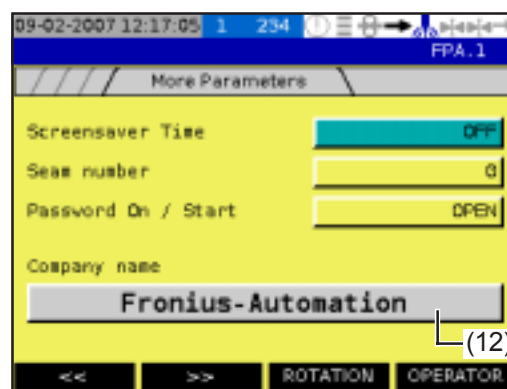 09-02-2007 12:17:05 1 234
FPA.1
More Parameters
Screensaver Time OFF
Seam number 0
Password On / Start OPEN
Company name
Fronius-Automation
(12)
<< >> ROTATION OPERATOR